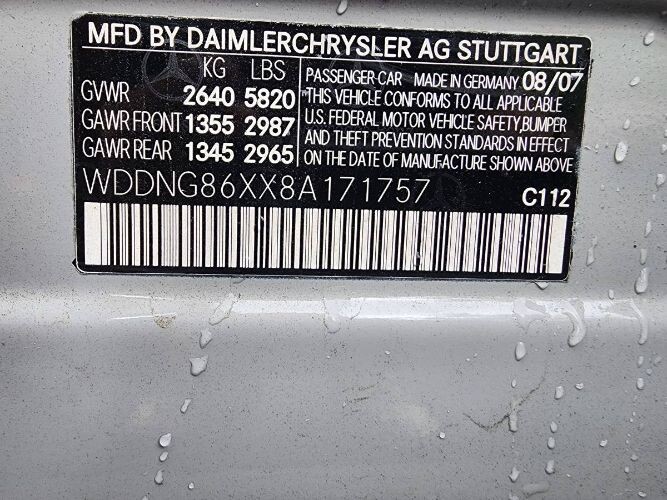 MFD BY DAIMLERCHRYSLER AG STUTTGART
KG LBS
GVWR 2640 5820
GAWR FRONT 1355 2987
GAWR REAR 1345 2965
PASSENGER CAR MADE IN GERMANY 08/07
"THIS VEHICLE CONFORMS TO ALL APPLICABLE
U.S. FEDERAL MOTOR VEHICLE SAFETY,BUMPER
AND THEFT PREVENTION STANDARDS IN EFFECT
ON THE DATE OF MANUFACTURE SHOWN ABOVE
WDDNG86XX8A171757
C112